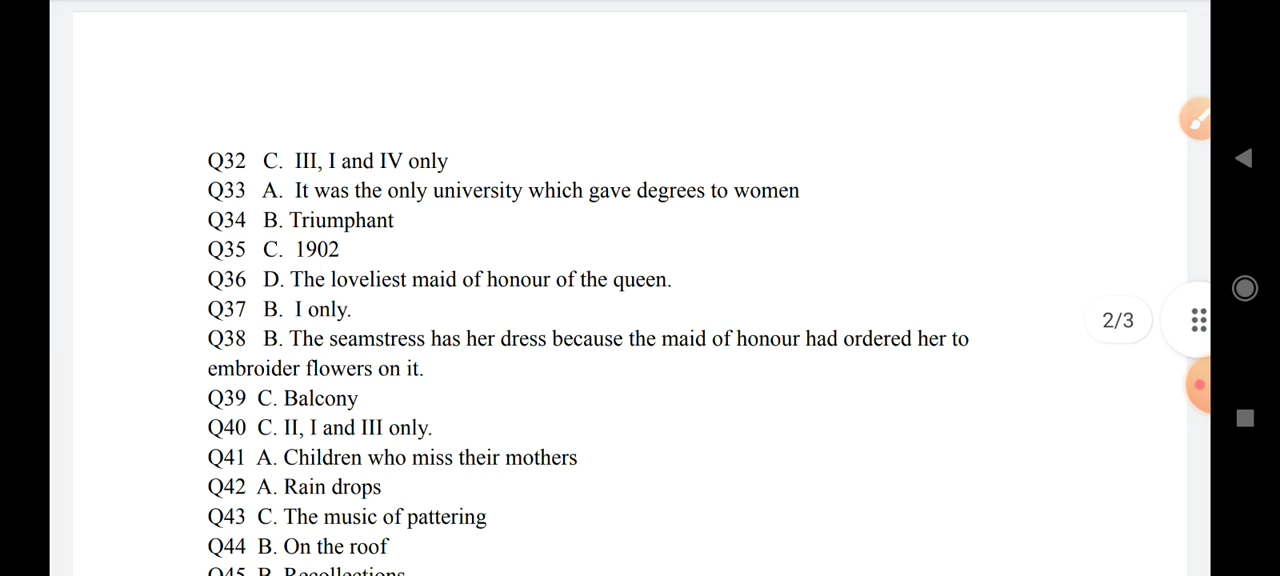 Q32 C. III, I and IV only
Q33 A. It was the only university which gave degrees to women
Q34 B. Triumphant
Q35 C. 1902
Q36 D. The loveliest maid of honour of the queen.
Q37 B. I only.
Q38 B. The seamstress has her dress because the maid of honour had ordered her to
embroider flowers on it.
2/3
Q39 C. Balcony
Q40 C. II, I and III only.
Q41 A. Children who miss their mothers
Q42 A. Rain drops
Q43 C. The music of pattering
Q44 B. On the roof
Q45 B. Recollections